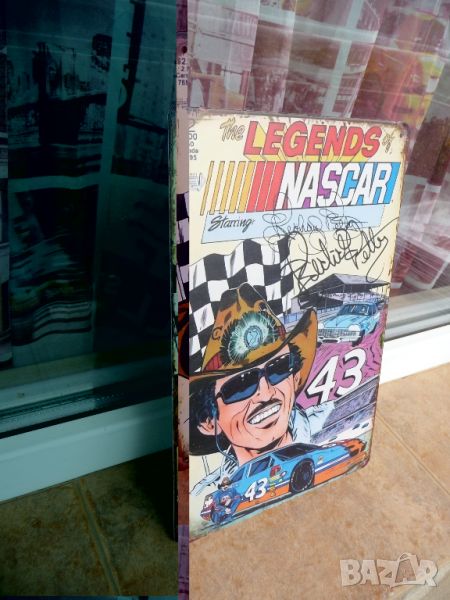 The LEGENDS of
NASCAR
Starring:
Richard Petty
43
43
BAZAR